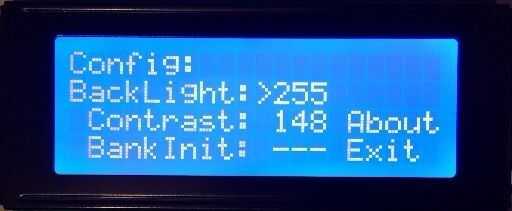 Config:
BackLight:>255
Contrast: 148 About
BankInit: --- Exit